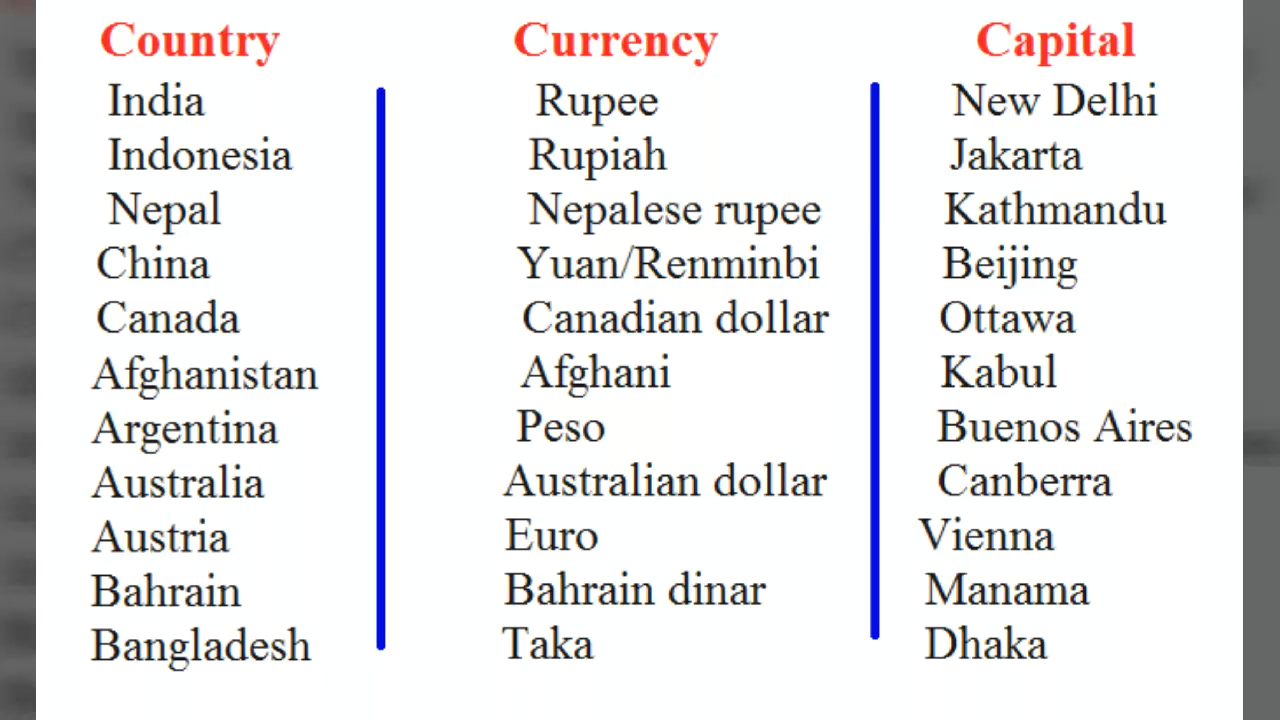 Country Currency Capital
India Rupee New Delhi
Indonesia Rupiah Jakarta
Nepal Nepalese rupee Kathmandu
China Yuan/Renminbi Beijing
Canada Canadian dollar Ottawa
Afghanistan Afghani Kabul
Argentina Peso Buenos Aires
Australia Australian dollar Canberra
Austria Euro Vienna
Bahrain Bahrain dinar Manama
Bangladesh Taka Dhaka